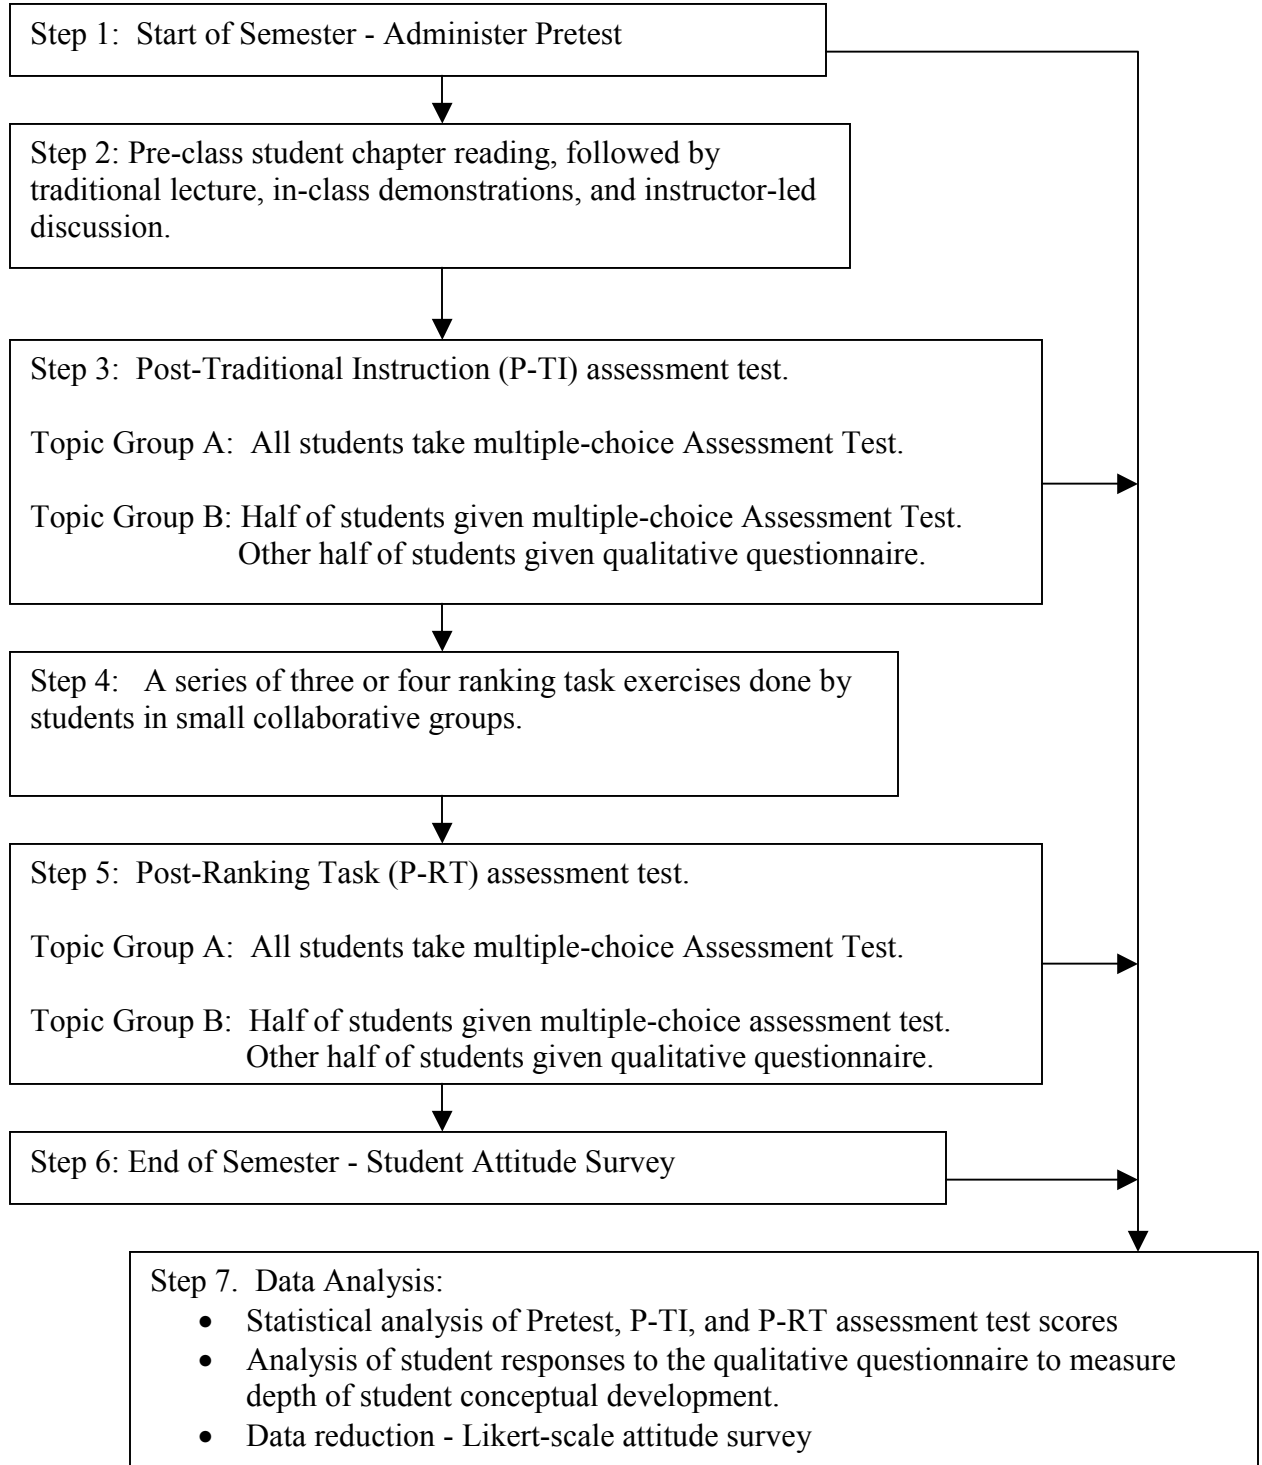 Step 1:  Start of Semester - Administer Pretest
Step 2: Pre-class student chapter reading, followed by
traditional lecture, in-class demonstrations, and instructor-led
discussion.
Step 3:  Post-Traditional Instruction (P-TI) assessment test.
Topic Group A:  All students take multiple-choice Assessment Test.
Topic Group B: Half of students given multiple-choice Assessment Test.
Other half of students given qualitative questionnaire.
Step 4:   A series of three or four ranking task exercises done by
students in small collaborative groups.
Step 5:  Post-Ranking Task (P-RT) assessment test.
Topic Group A:  All students take multiple-choice Assessment Test.
Topic Group B:  Half of students given multiple-choice assessment test.
Other half of students given qualitative questionnaire.
Step 6: End of Semester - Student Attitude Survey
Step 7.  Data Analysis:
• Statistical analysis of Pretest, P-TI, and P-RT assessment test scores
• Analysis of student responses to the qualitative questionnaire to measure
depth of student conceptual development.
• Data reduction - Likert-scale attitude survey